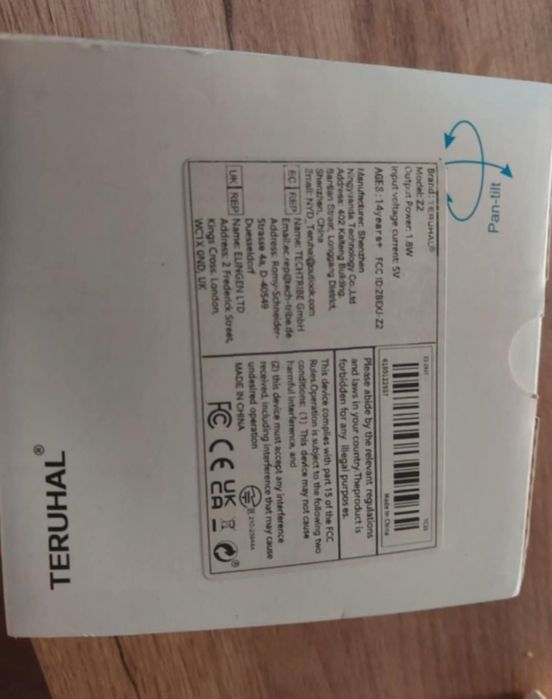 Pan-tilt
Brand: TERUHAL®
Model: Z2
Output Power: 1.8W
Input voltage current: 5V
AGES: 14years+ FCC ID:2BEXJ-Z2
Manufacturer: Shenzhen
Ningyuanda Technology Co.,Ltd
Address: 402 Kaifeng Building,
Bantian Street, Longgang District,
Shenzhen, China
Email: NYD_Teruhal@outlook.com
EC REP Name: TECHTRIBE GmbH
Email:ec.rep@tech-tribe.de
Address: Romy-Schneider-
Strasse 4a, D-40549
Duesseldorf
UK REP Name: EJINGEN LTD
Address: 2 Frederick Street,
Kings Cross, London,
WC1X 0ND, UK
Made In China
Please abide by the relevant regulations
and laws in your country.Theproduct is
forbidden for any illegal purposes.
This device complies with part 15 of the FCC
Rules.Operation is subject to the following two
conditions: (1) This device may not cause
harmful interference, and
(2) this device must accept any interference
received, including interference that may cause
undesired operation
MADE IN CHINA
FC CE UK CA
TERUHAL®